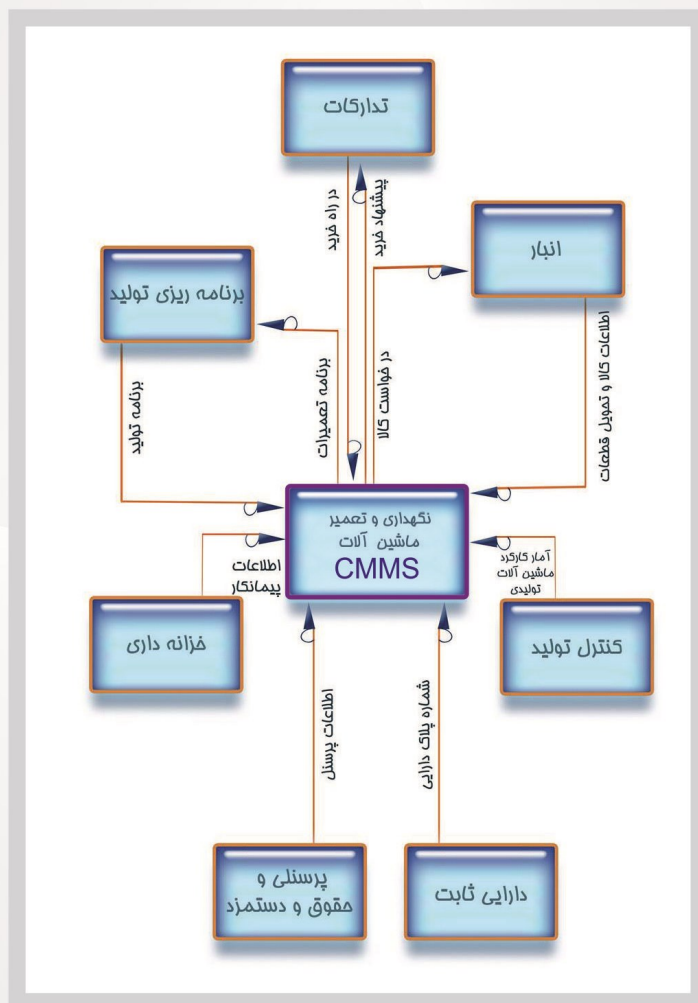 تدارکات
در راه خرید
پیشنهاد خرید
انبار
برنامه ریزی تولید
اطلاعات کالا و تحویل قطعات
در خواست کالا
برنامه تعمیرات
برنامه تولید
نگهداری و تعمیر
ماشین آلات
CMMS
اطلاعات
پیمانکار
آمار کارکرد
ماشین آلات
تولیدی
خزانه داری
کنترل تولید
اطلاعات پرسنل
شماره پلاک دارایی
پرسنلی و
حقوق و دستمزد
دارایی ثابت